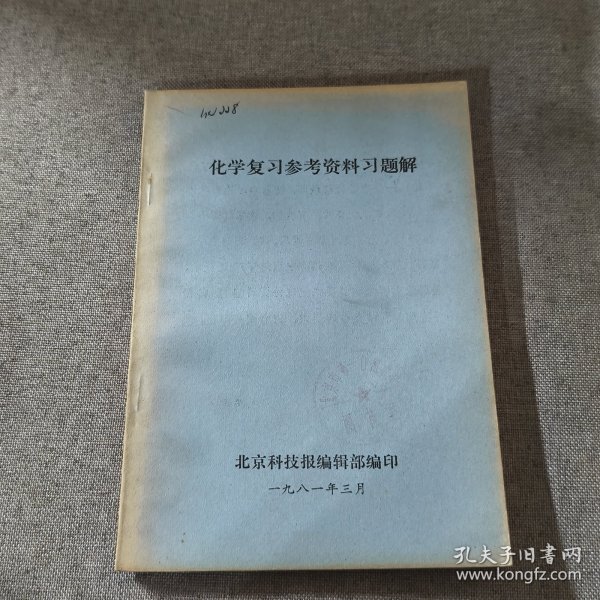 化学复习参考资料习题解
北京科技报编辑部编印
一九八一年三月
孔夫子旧书网
www.kongfz.com